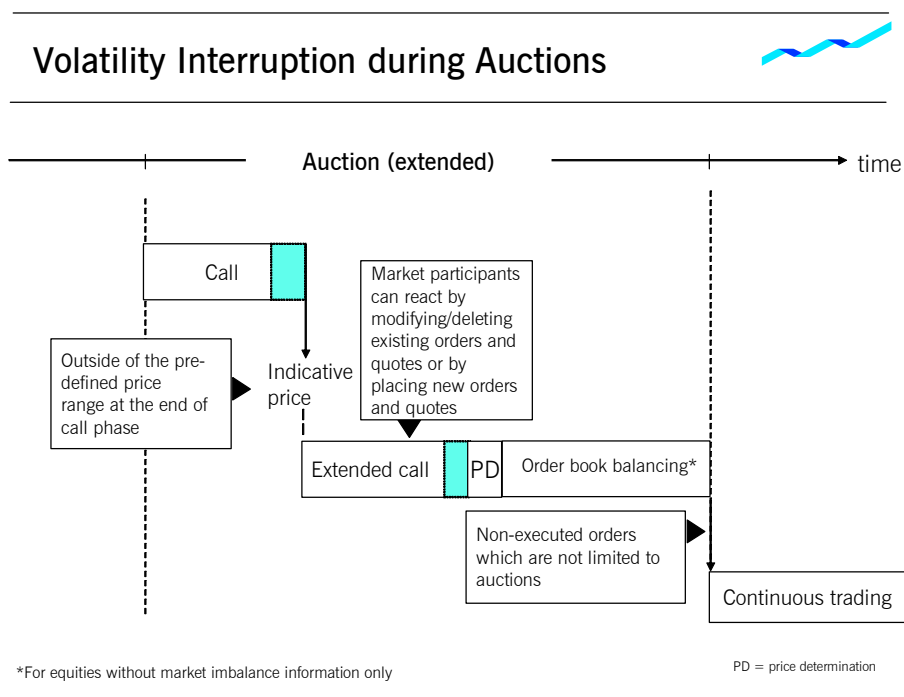 Volatility Interruption during Auctions
Auction (extended)
time
Call
Market participants
can react by
modifying/deleting
existing orders and
quotes or by
placing new orders
and quotes
Outside of the pre-
defined price
range at the end of
call phase
Indicative
price
Extended call
PD
Order book balancing*
Non-executed orders
which are not limited to
auctions
Continuous trading
*For equities without market imbalance information only
PD = price determination